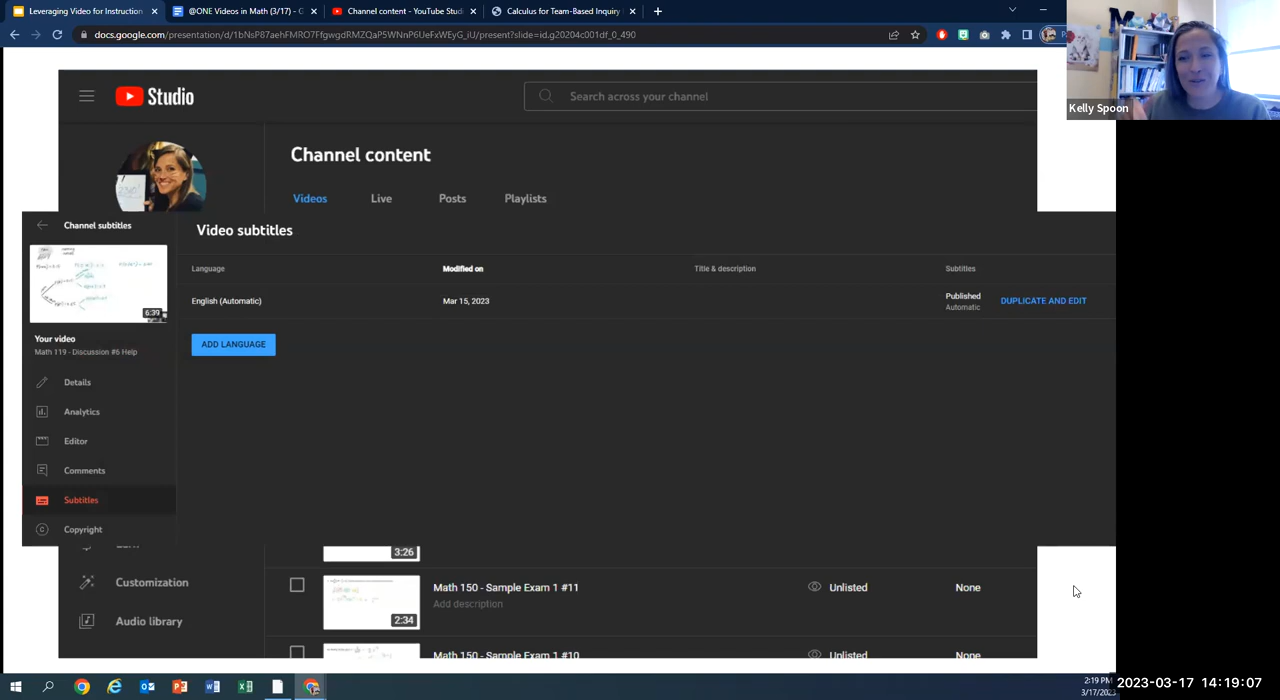 Leveraging Video for Instruction
@ONE Videos in Math (3/17) - G
Channel content - YouTube Stud
Calculus for Team-Based Inquiry
docs.google.com/presentation/d/1bNsP87aehFMRO7FfgwgdRMZQaP5WNnP6UeFxWEyG_iU/present?slide=id.g20204c001df_0_490
Kelly Spoon
Studio
Search across your channel
Channel content
Videos Live Posts Playlists
Channel subtitles
Video subtitles
Language Modified on Title & description Subtitles
English (Automatic) Mar 15, 2023 Published DUPLICATE AND EDIT
Automatic
6:39
ADD LANGUAGE
Your video
Math 119 - Discussion #6 Help
Details
Analytics
Editor
Comments
Subtitles
Copyright
3:26
Customization
Math 150 - Sample Exam 1 #11 Unlisted None
Add description
2:34
Audio library
Math 150 - Sample Exam 1 #10 Unlisted None
2:19 PM
3/17/2023
2023-03-17 14:19:07